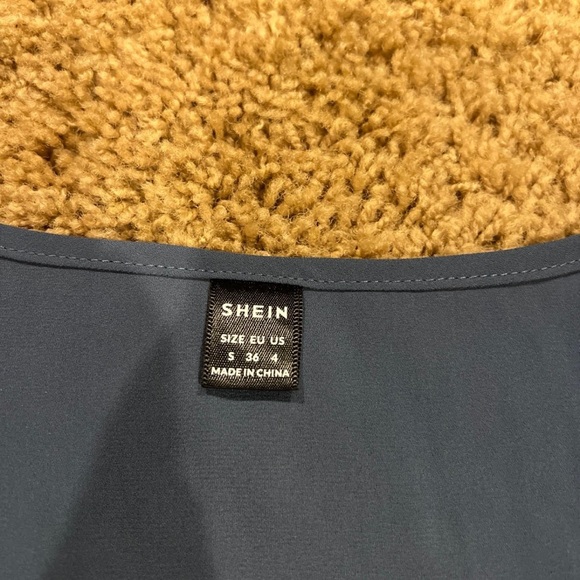 SHEIN
SIZE EU US
S 36 4
MADE IN CHINA